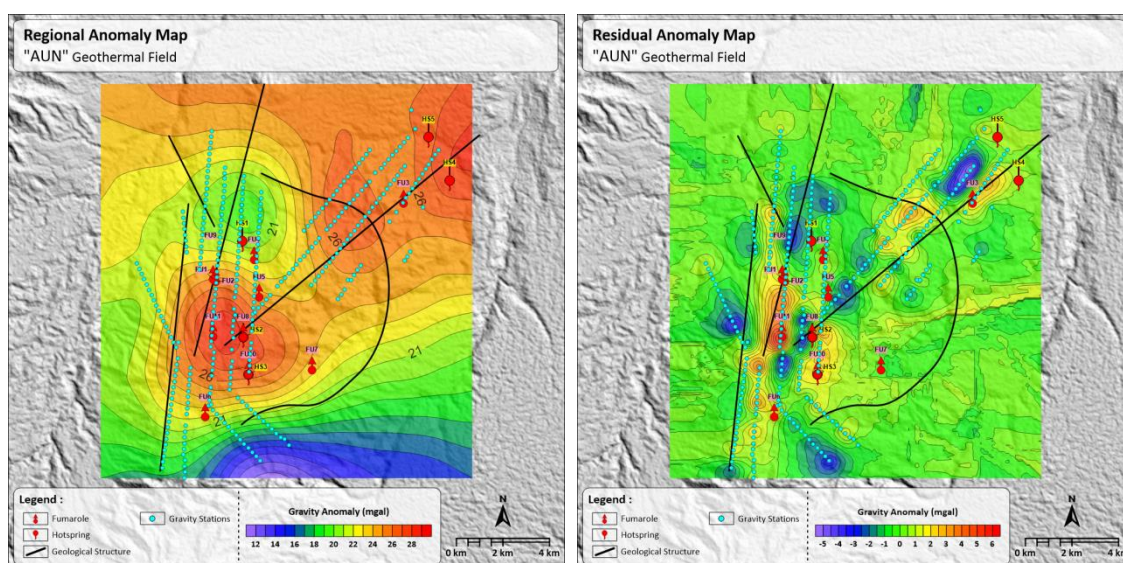 Regional Anomaly Map
"AUN" Geothermal Field
HS5
HS4
FU3
26
21
HS1
FU9
26
FU5
FU1
FU2
FU8
HS2
FU7
21
26
HS3
FU6
Legend :
Fumarole
Hotspring
Geological Structure
Gravity Stations
Gravity Anomaly (mgal)
12 14 16 18 20 22 24 26 28
N
0 km 2 km 4 km
Residual Anomaly Map
"AUN" Geothermal Field
HS5
HS4
FU3
FU9
FU5
FU1
FU2
FU8
HS2
FU7
HS3
FU6
Legend :
Fumarole
Hotspring
Geological Structure
Gravity Stations
Gravity Anomaly (mgal)
-5 -4 -3 -2 -1 0 1 2 3 4 5 6
N
0 km 2 km 4 km